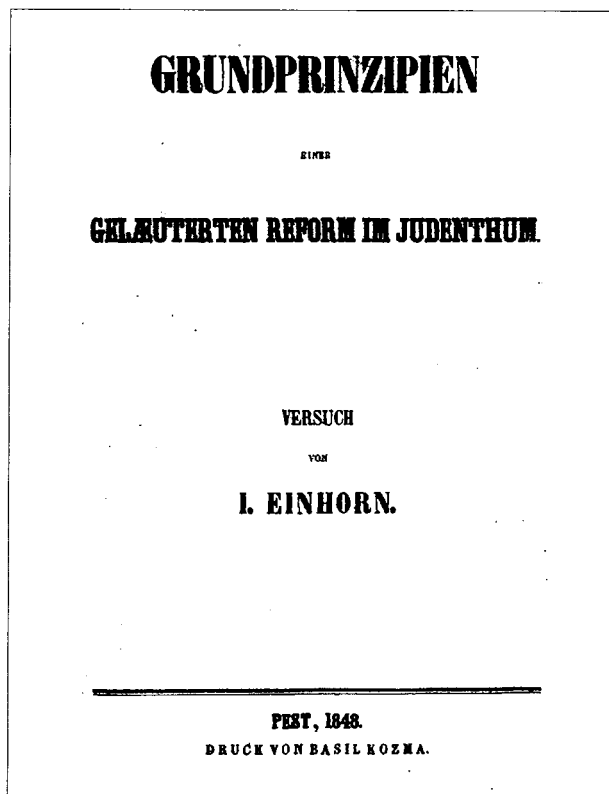 GRUNDPRINZIPIEN
EINER
GELÆUTERTEN REFORM IM JUDENTHUM.
VERSUCH
VON
I. EINHORN.
PEST, 1848.
DRUCK VON BASIL KOZMA.